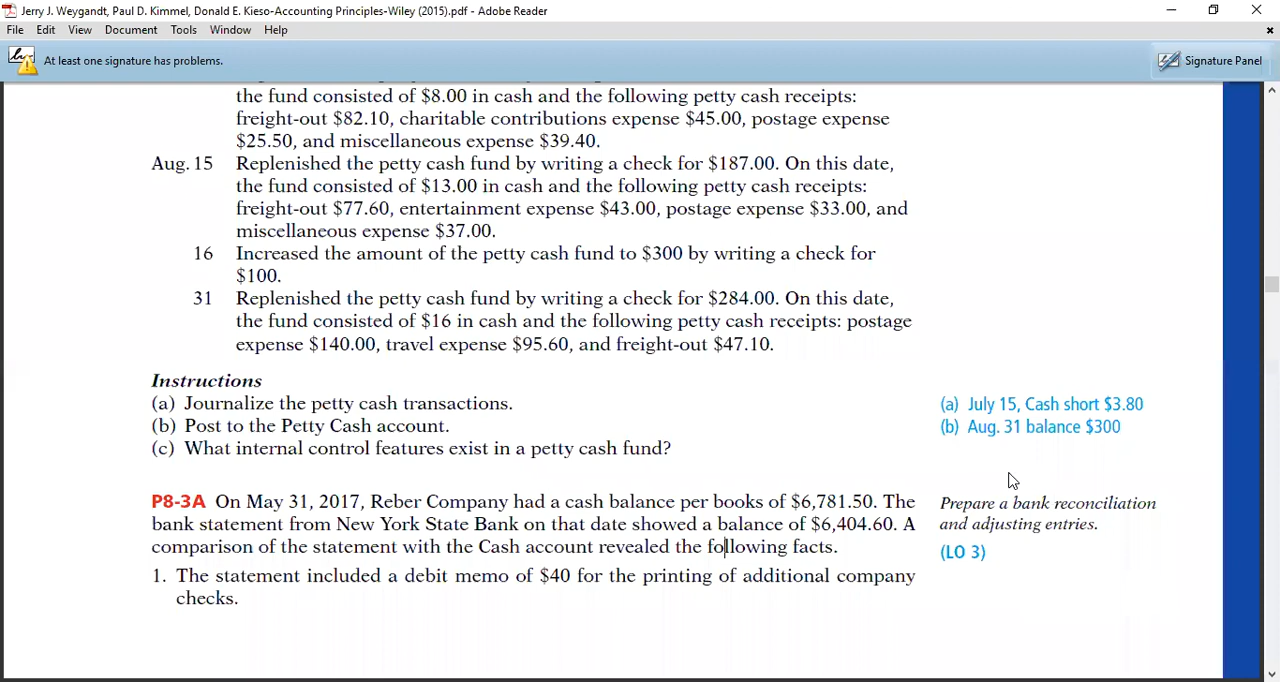 Jerry J. Weygandt, Paul D. Kimmel, Donald E. Kieso-Accounting Principles-Wiley (2015).pdf - Adobe Reader
File Edit View Document Tools Window Help
At least one signature has problems.
Signature Panel
the fund consisted of $8.00 in cash and the following petty cash receipts:
freight-out $82.10, charitable contributions expense $45.00, postage expense
$25.50, and miscellaneous expense $39.40.
Aug. 15 Replenished the petty cash fund by writing a check for $187.00. On this date,
the fund consisted of $13.00 in cash and the following petty cash receipts:
freight-out $77.60, entertainment expense $43.00, postage expense $33.00, and
miscellaneous expense $37.00.
16 Increased the amount of the petty cash fund to $300 by writing a check for
$100.
31 Replenished the petty cash fund by writing a check for $284.00. On this date,
the fund consisted of $16 in cash and the following petty cash receipts: postage
expense $140.00, travel expense $95.60, and freight-out $47.10.
Instructions
(a) Journalize the petty cash transactions.
(b) Post to the Petty Cash account.
(c) What internal control features exist in a petty cash fund?
(a) July 15, Cash short $3.80
(b) Aug. 31 balance $300
P8-3A On May 31, 2017, Reber Company had a cash balance per books of $6,781.50. The
bank statement from New York State Bank on that date showed a balance of $6,404.60. A
comparison of the statement with the Cash account revealed the following facts.
1. The statement included a debit memo of $40 for the printing of additional company
checks.
Prepare a bank reconciliation
and adjusting entries.
(LO 3)